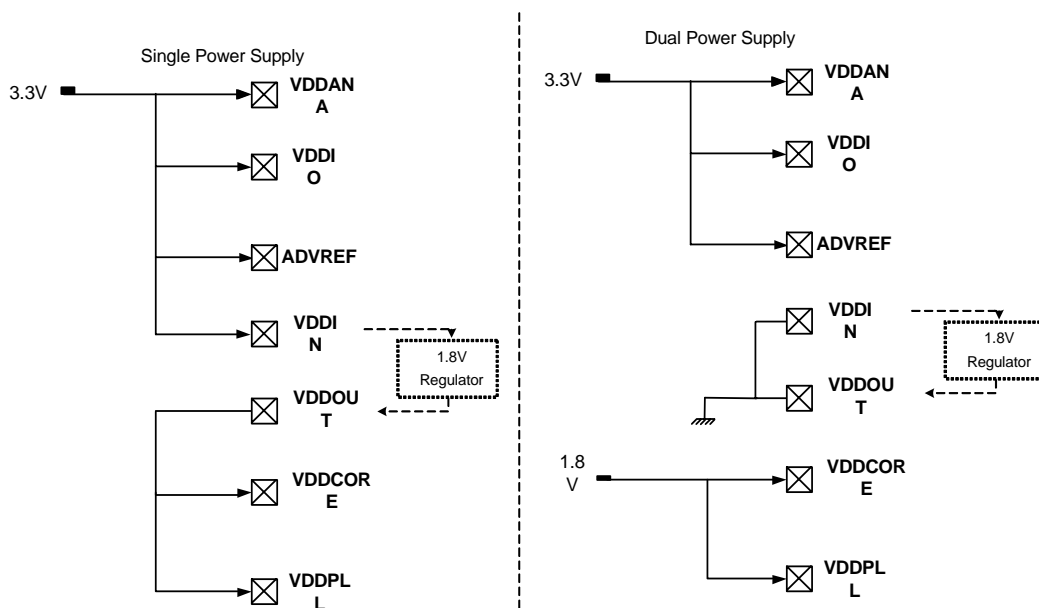 Single Power Supply
3.3V
VDDAN
A
VDDI
O
ADVREF
VDDI
N
1.8V
Regulator
VDDOU
T
VDDCOR
E
VDDPL
L
Dual Power Supply
3.3V
VDDAN
A
VDDI
O
ADVREF
VDDI
N
1.8V
Regulator
VDDOU
T
1.8
V
VDDCOR
E
VDDPL
L